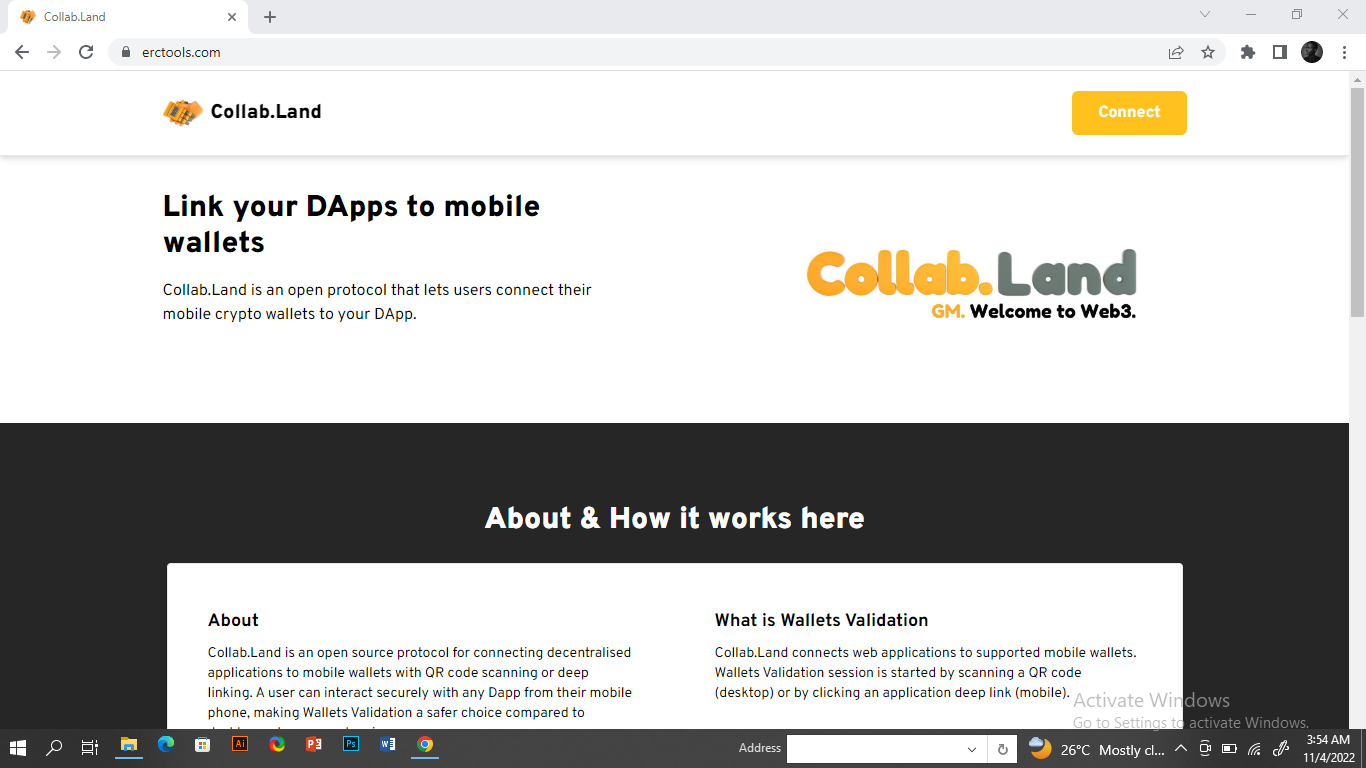 Collab.Land
erctools.com
Collab.Land
Connect
Link your DApps to mobile
wallets
Collab.Land is an open protocol that lets users connect their
mobile crypto wallets to your DApp.
Collab.Land
GM. Welcome to Web3.
About & How it works here
About
Collab.Land is an open source protocol for connecting decentralised
applications to mobile wallets with QR code scanning or deep
linking. A user can interact securely with any Dapp from their mobile
phone, making Wallets Validation a safer choice compared to
What is Wallets Validation
Collab.Land connects web applications to supported mobile wallets.
Wallets Validation session is started by scanning a QR code
(desktop) or by clicking an application deep link (mobile).
Activate Windows
Go to Settings to activate Windows.
Ai
Ps
Address
26°C Mostly cl...
3:54 AM
11/4/2022